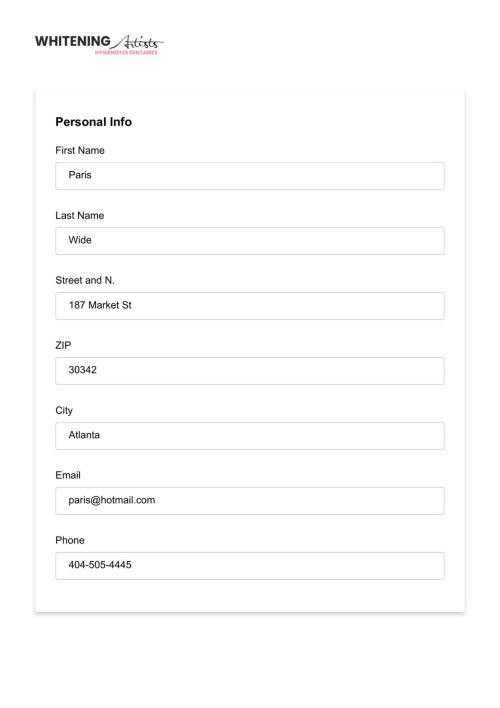 WHITENING Artists
HYGIÉNISTES DENTAIRES
Personal Info
First Name
Paris
Last Name
Wide
Street and N.
187 Market St
ZIP
30342
City
Atlanta
Email
paris@hotmail.com
Phone
404-505-4445